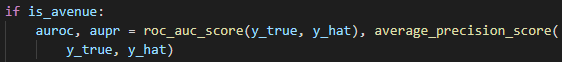 if is_avenue:
    auroc, aupr = roc_auc_score(y_true, y_hat), average_precision_score(
        y_true, y_hat)